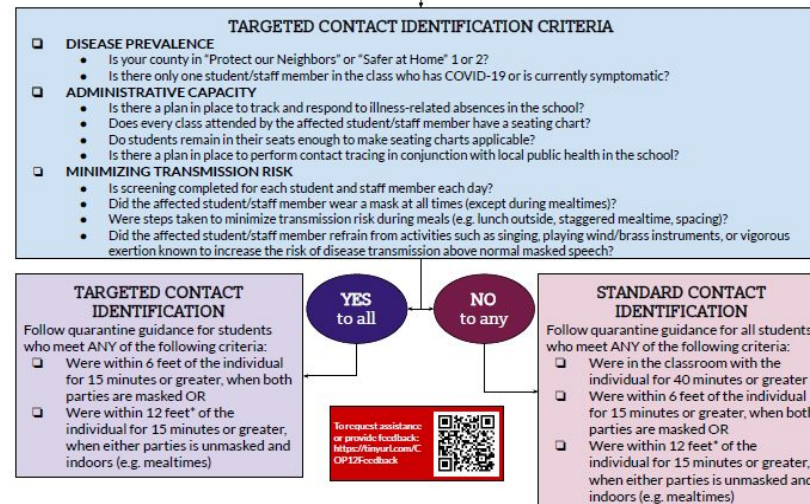 TARGETED CONTACT IDENTIFICATION CRITERIA
❑ DISEASE PREVALENCE
• Is your county in "Protect our Neighbors" or "Safer at Home" 1 or 2?
• Is there only one student/staff member in the class who has COVID-19 or is currently symptomatic?
❑ ADMINISTRATIVE CAPACITY
• Is there a plan in place to track and respond to illness-related absences in the school?
• Does every class attended by the affected student/staff member have a seating chart?
• Do students remain in their seats enough to make seating charts applicable?
• Is there a plan in place to perform contact tracing in conjunction with local public health in the school?
❑ MINIMIZING TRANSMISSION RISK
• Is screening completed for each student and staff member each day?
• Did the affected student/staff member wear a mask at all times (except during mealtimes)?
• Were steps taken to minimize transmission risk during meals (e.g. lunch outside, staggered mealtime, spacing)?
• Did the affected student/staff member refrain from activities such as singing, playing wind/brass instruments, or vigorous
exertion known to increase the risk of disease transmission above normal masked speech?
TARGETED CONTACT
IDENTIFICATION
Follow quarantine guidance for students
who meet ANY of the following criteria:
❑ Were within 6 feet of the individual
for 15 minutes or greater, when both
parties are masked OR
❑ Were within 12 feet* of the
individual for 15 minutes or greater,
when either parties is unmasked and
indoors (e.g. mealtimes)
YES
to all
NO
to any
To request assistance
or provide feedback:
https://tinyurl.com/C
OP12Feedback
STANDARD CONTACT
IDENTIFICATION
Follow quarantine guidance for all students
who meet ANY of the following criteria:
❑ Were in the classroom with the
individual for 40 minutes or greater
❑ Were within 6 feet of the individual
for 15 minutes or greater, when both
parties are masked OR
❑ Were within 12 feet* of the
individual for 15 minutes or greater,
when either parties is unmasked and
indoors (e.g. mealtimes)